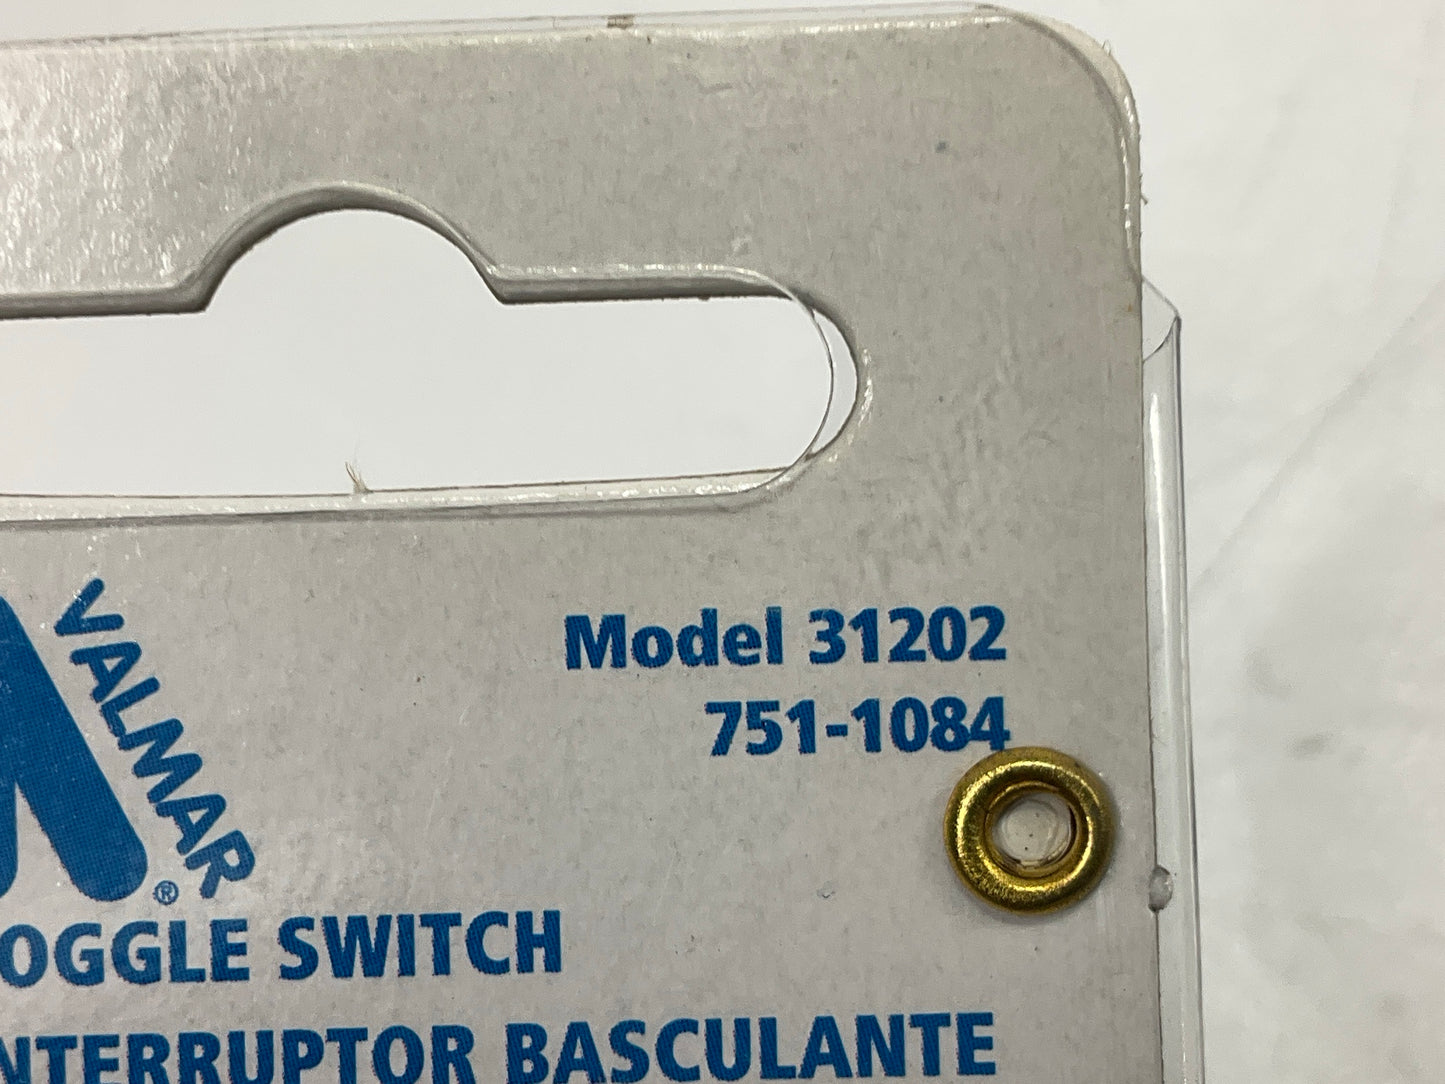 VALMAR®
Model 31202
751-1084
OGGLE SWITCH
NTERRUPTOR BASCULANTE